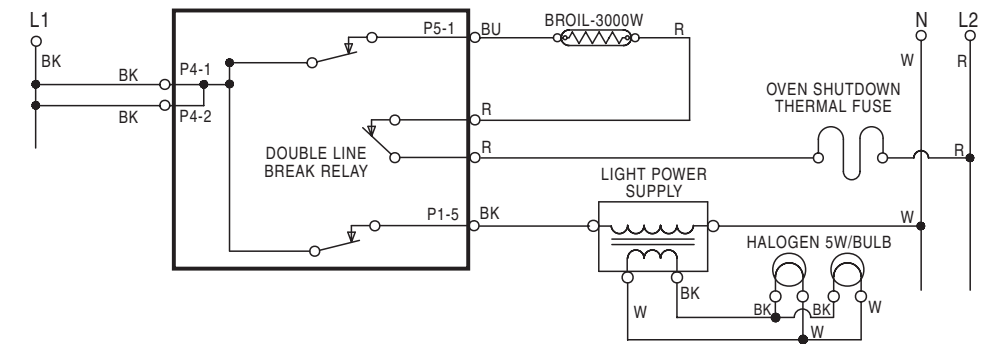 L1
BK
BK
BK
P4-1
P4-2
P5-1
BU
BROIL-3000W
R
N
L2
W
R
OVEN SHUTDOWN
THERMAL FUSE
R
R
R
DOUBLE LINE
BREAK RELAY
LIGHT POWER
SUPPLY
P1-5
BK
W
HALOGEN 5W/BULB
W
BK
BK
BK
W
W